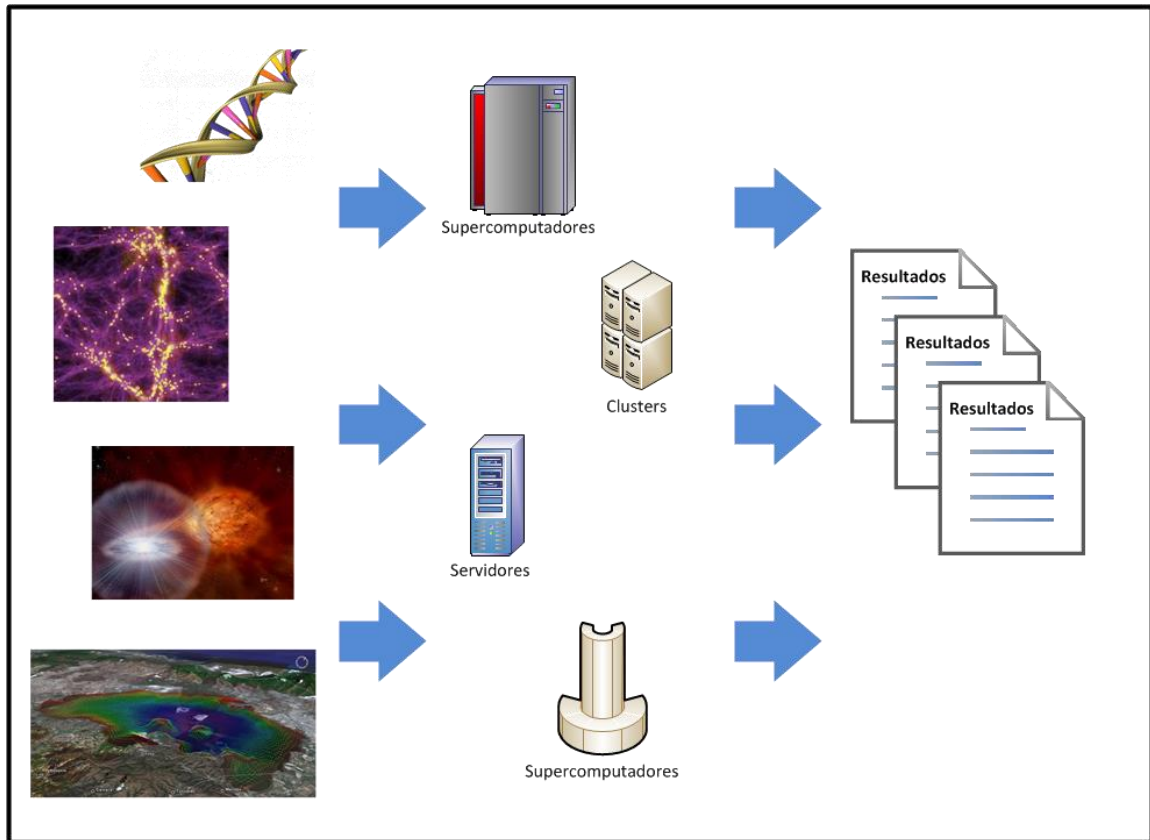 Supercomputadores
Clusters
Servidores
Supercomputadores
Resultados
Resultados
Resultados